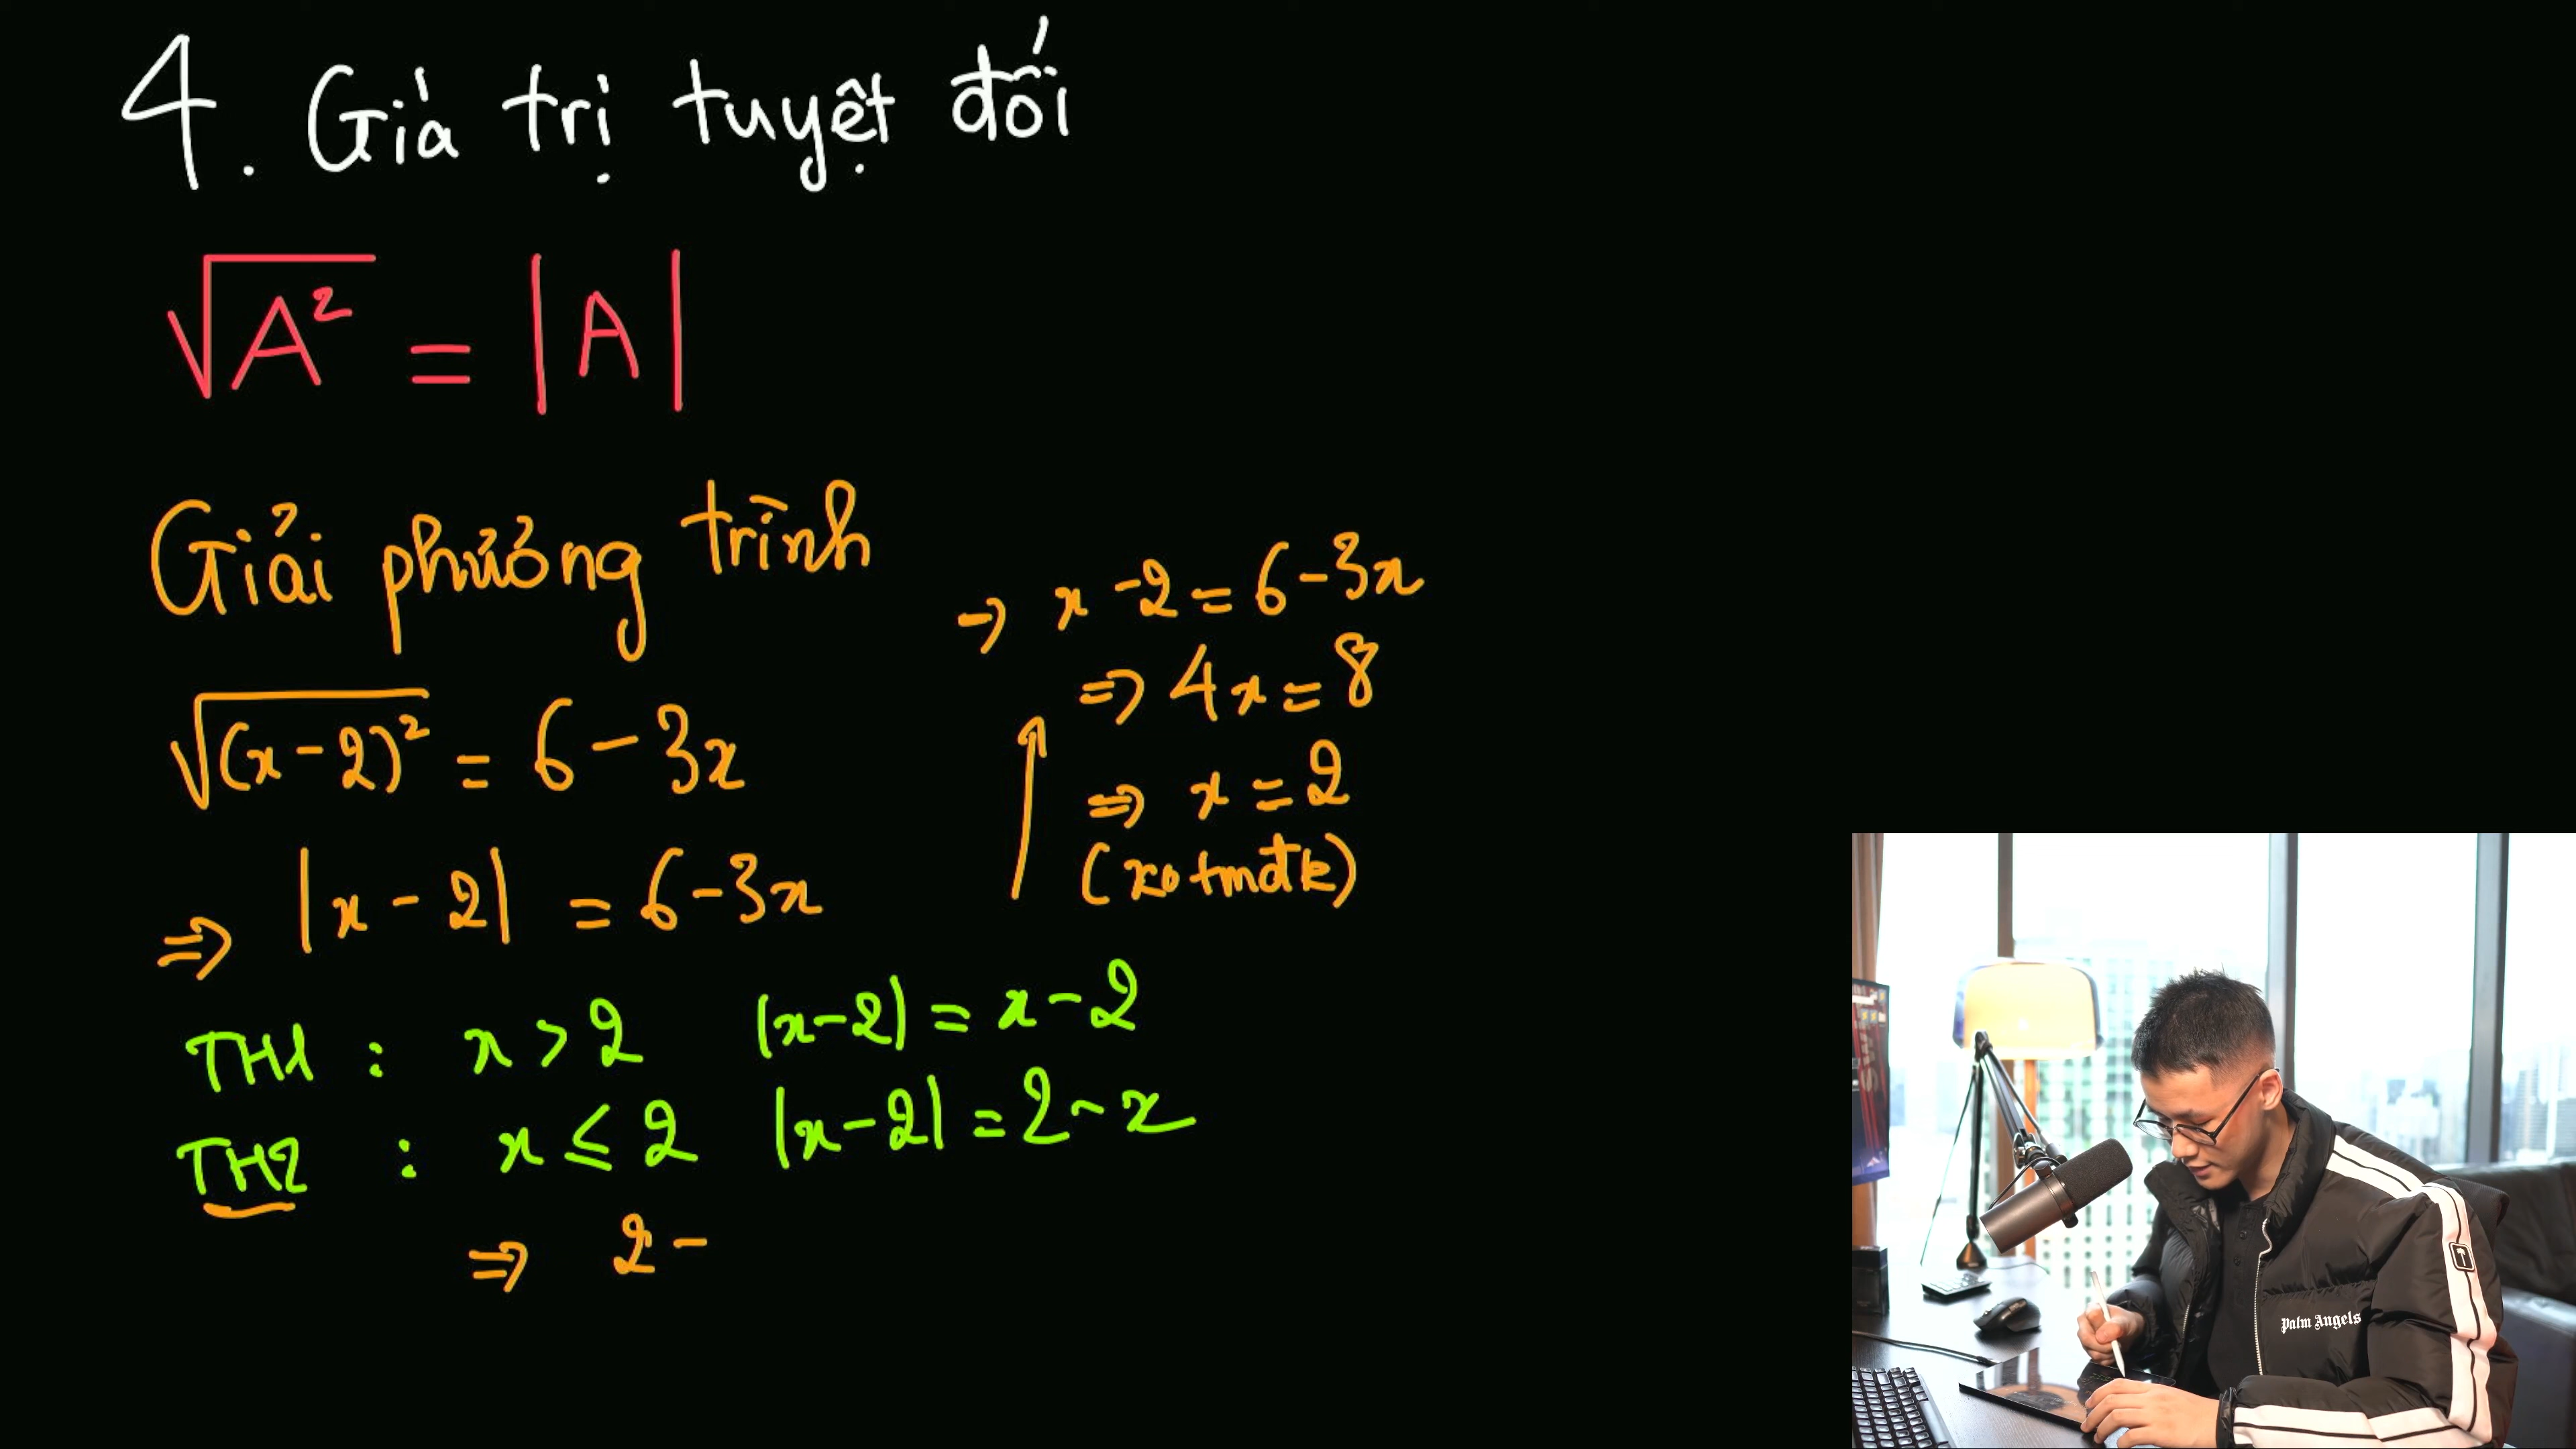 4. Giá trị tuyệt đối
√A² = |A|
Giải phương trình
√(x-2)² = 6-3x
⇒ |x-2| = 6-3x
TH1 : x > 2 |x-2| = x-2
→ x-2 = 6-3x
⇒ 4x = 8
⇒ x = 2
(ko tmđk)
TH2 : x ≤ 2 |x-2| = 2-x
⇒ 2-
Palm Angels